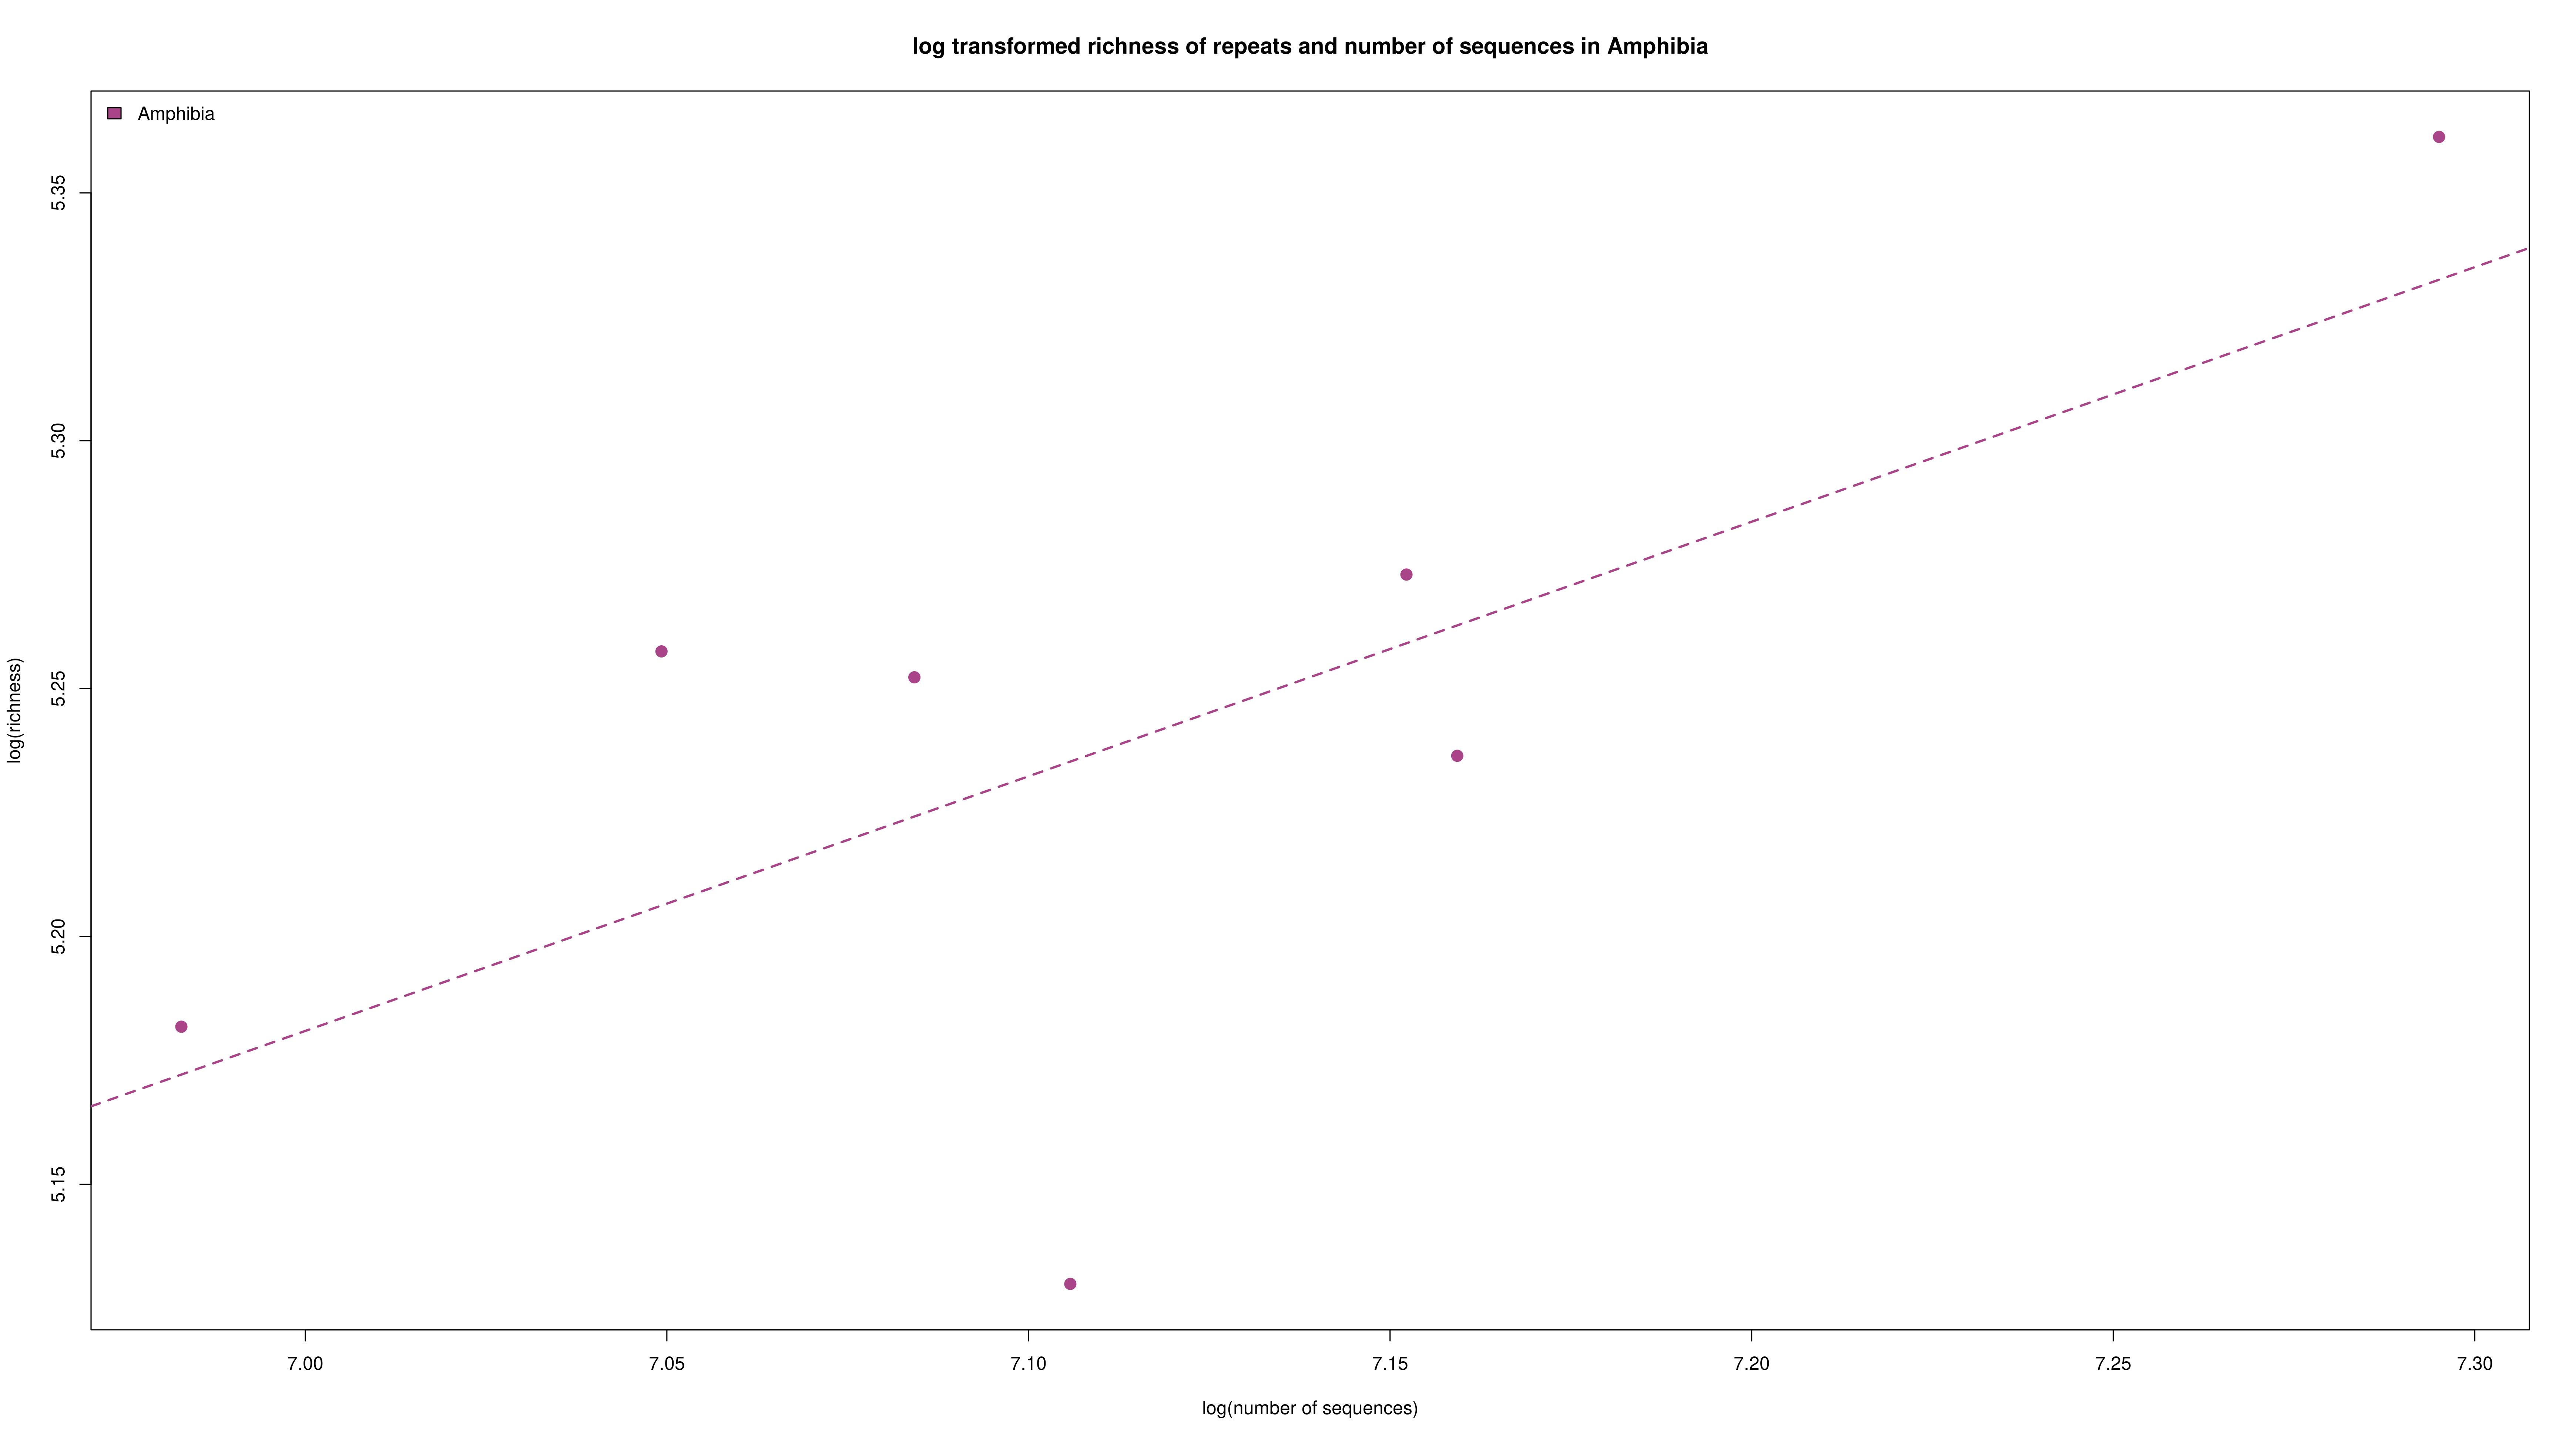 log transformed richness of repeats and number of sequences in Amphibia
Amphibia
5.35
5.30
5.25
5.20
5.15
log(richness)
7.00 7.05 7.10 7.15 7.20 7.25 7.30
log(number of sequences)